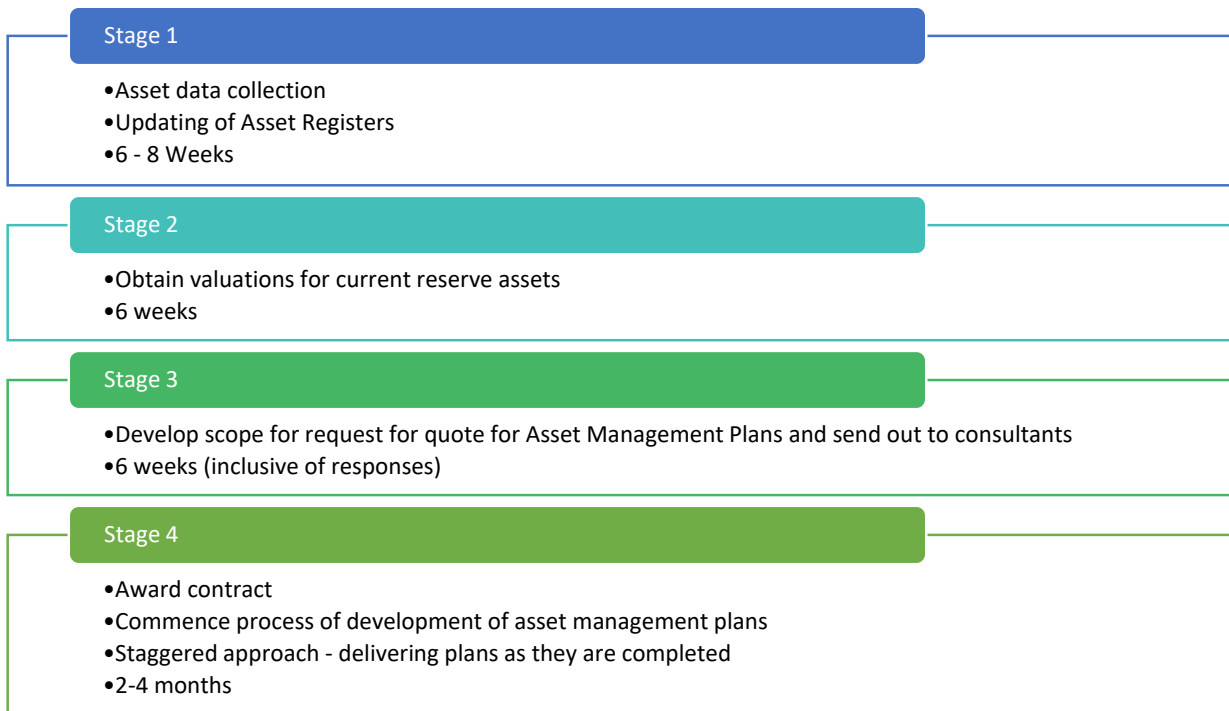 Stage 1
•Asset data collection
•Updating of Asset Registers
•6 - 8 Weeks
Stage 2
•Obtain valuations for current reserve assets
•6 weeks
Stage 3
•Develop scope for request for quote for Asset Management Plans and send out to consultants
•6 weeks (inclusive of responses)
Stage 4
•Award contract
•Commence process of development of asset management plans
•Staggered approach - delivering plans as they are completed
•2-4 months